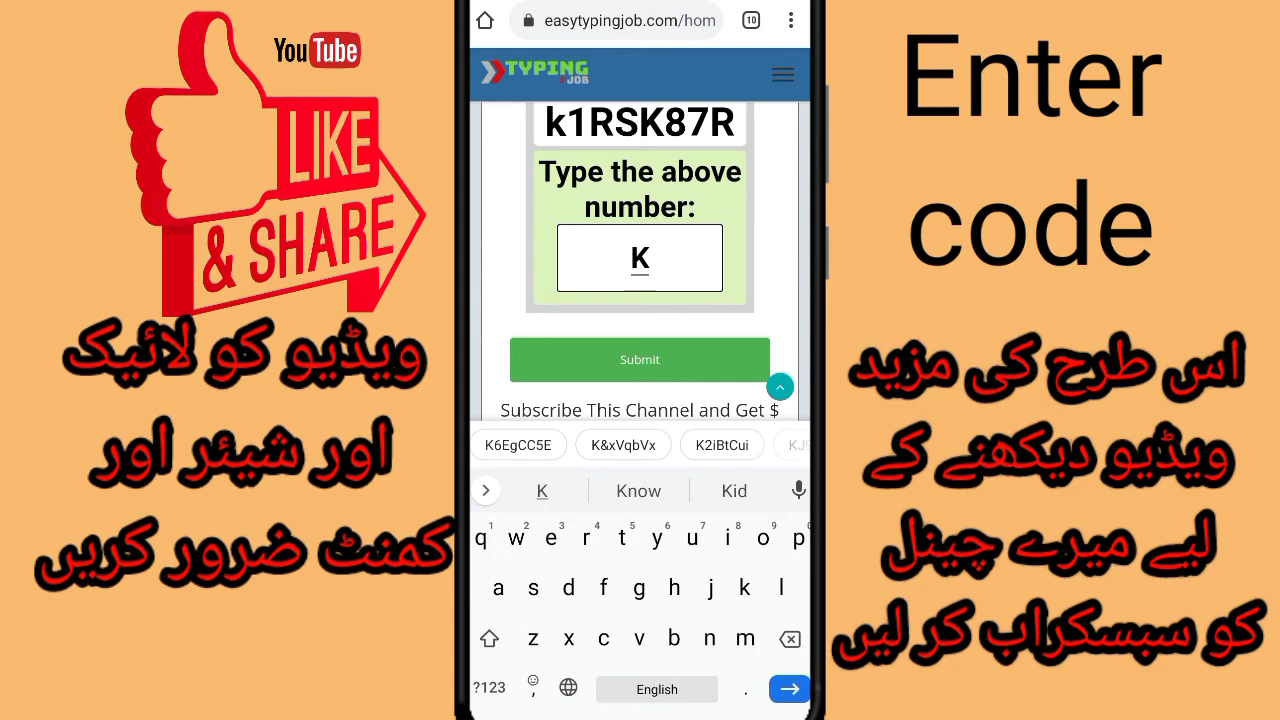 You Tube
LIKE
& SHARE
ویڈیو کو لائیک
اور شیئر اور
کمنٹ ضرور کریں
easytypingjob.com/hom
10
TYPING
JOB
k1RSK87R
Type the above
number:
K
Submit
Subscribe This Channel and Get $
K6EgCC5E K&xVqbVx K2iBtCui
K Know Kid
1 2 3 4 5 6 7 8 9 0
q w e r t y u i o p
a s d f g h j k l
z x c v b n m
?123 , English .
Enter
code
اس طرح کی مزید
ویڈیو دیکھنے کے
لیے میرے چینل
کو سبسکراب کر لیں